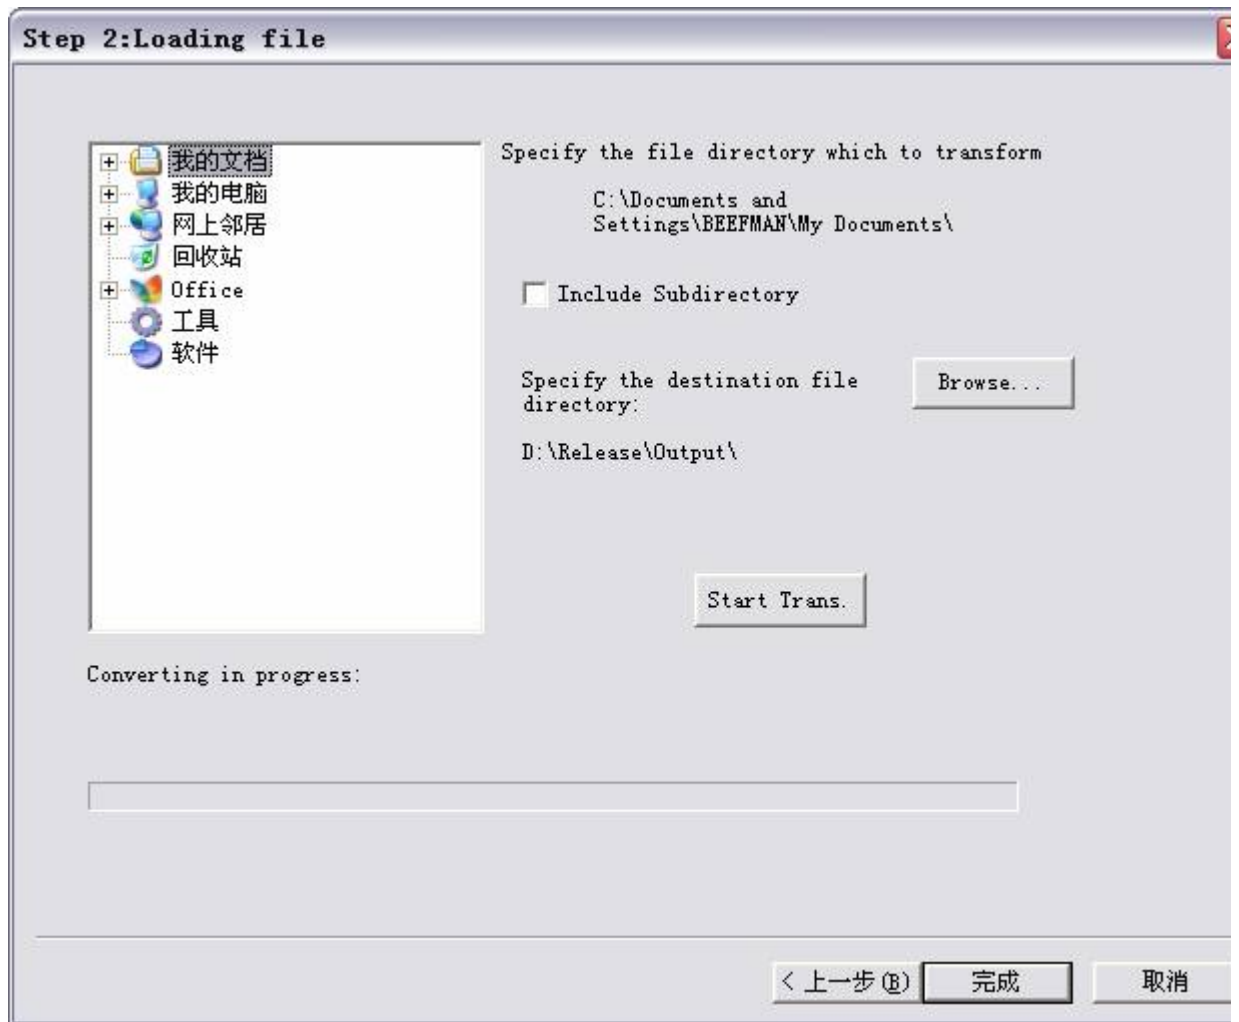 Step 2:Loading file
我的文档
我的电脑
网上邻居
回收站
Office
工具
软件
Specify the file directory which to transform
C:\Documents and
Settings\BEEFMAN\My Documents\
Include Subdirectory
Specify the destination file
directory:
Browse...
D:\Release\Output\
Start Trans.
Converting in progress:
< 上一步(B)
完成
取消